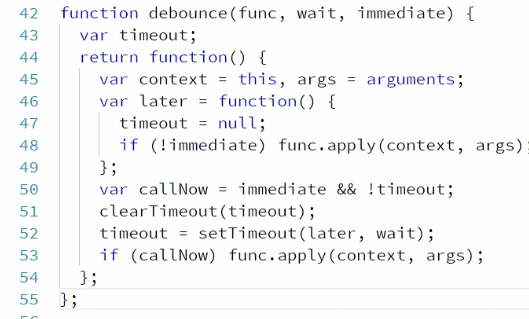 42 function debounce(func, wait, immediate) {
43 var timeout;
44 return function() {
45 var context = this, args = arguments;
46 var later = function() {
47 timeout = null;
48 if (!immediate) func.apply(context, args);
49 };
50 var callNow = immediate && !timeout;
51 clearTimeout(timeout);
52 timeout = setTimeout(later, wait);
53 if (callNow) func.apply(context, args);
54 };
55 };